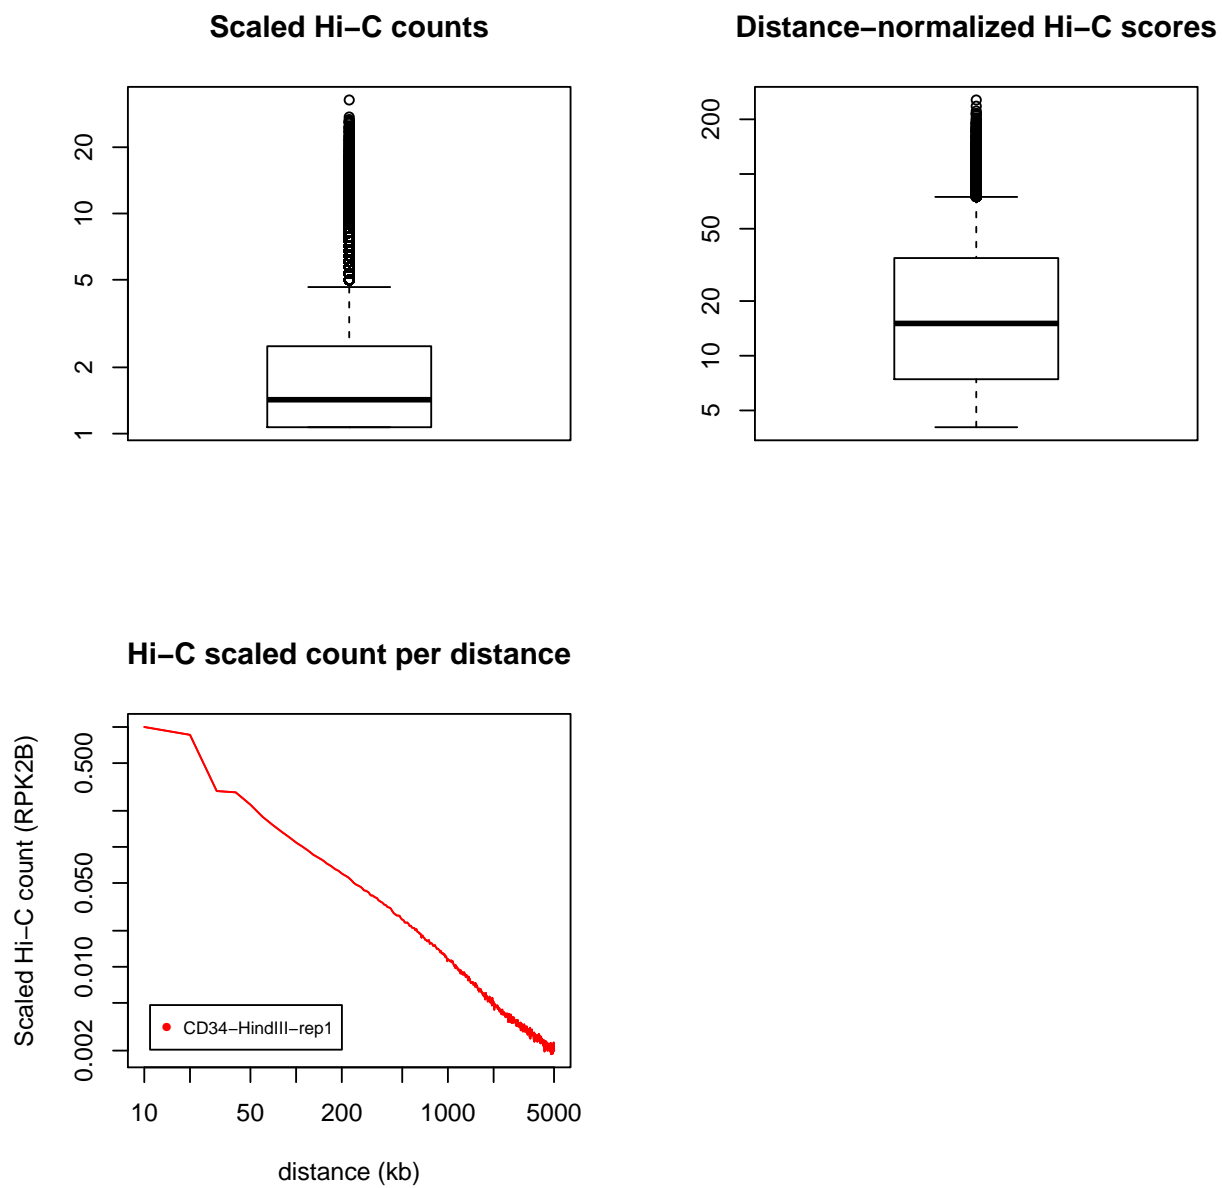 Scaled Hi−C counts
20
10
5
2
1
Distance−normalized Hi−C scores
200
50
20
10
5
Hi−C scaled count per distance
Scaled Hi−C count (RPK2B)
0.500
0.050
0.010
0.002
CD34−HindIII−rep1
10 50 200 1000 5000
distance (kb)